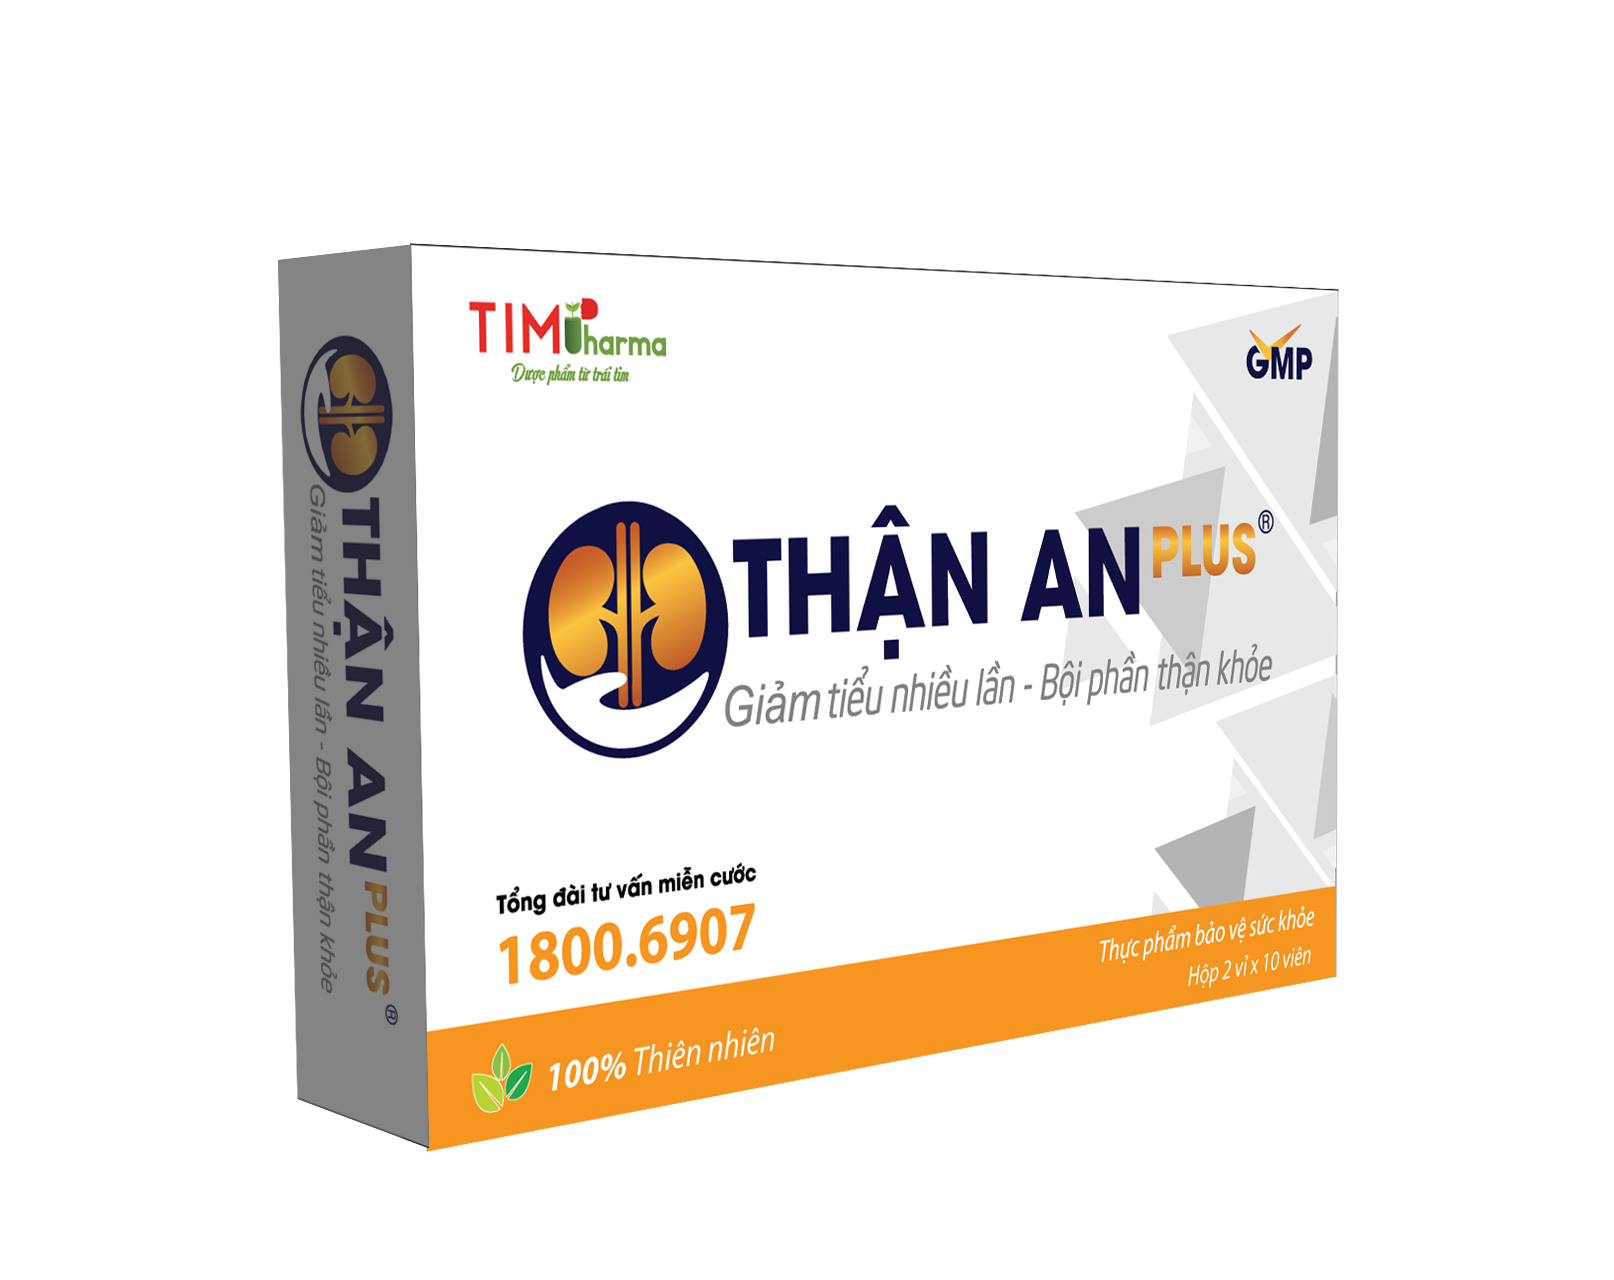 TIMPharma
Dược phẩm từ trái tim
GMP
THẬN AN PLUS®
Giảm tiểu nhiều lần - Bội phần thận khỏe
Tổng đài tư vấn miễn cước
1800.6907
Thực phẩm bảo vệ sức khỏe
Hộp 2 vỉ x 10 viên
100% Thiên nhiên
THẬN AN PLUS®
Giảm tiểu nhiều lần - Bội phần thận khỏe